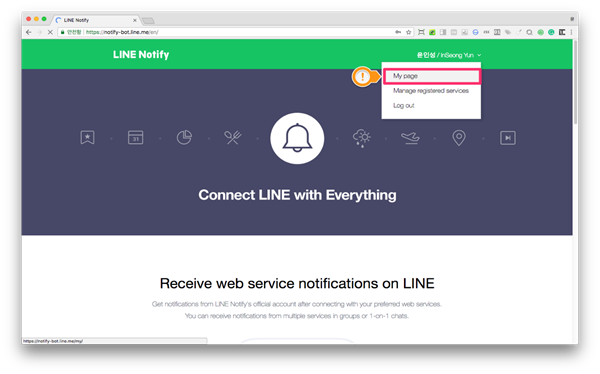 LINE Notify
안전함 | https://notify-bot.line.me/en/
LINE Notify
윤인성 / InSeong Yun
My page
Manage registered services
Log out
31
Connect LINE with Everything
Receive web service notifications on LINE
Get notifications from LINE Notify's official account after connecting with your preferred web services.
You can receive notifications from multiple services in groups or 1-on-1 chats.
https://notify-bot.line.me/my/